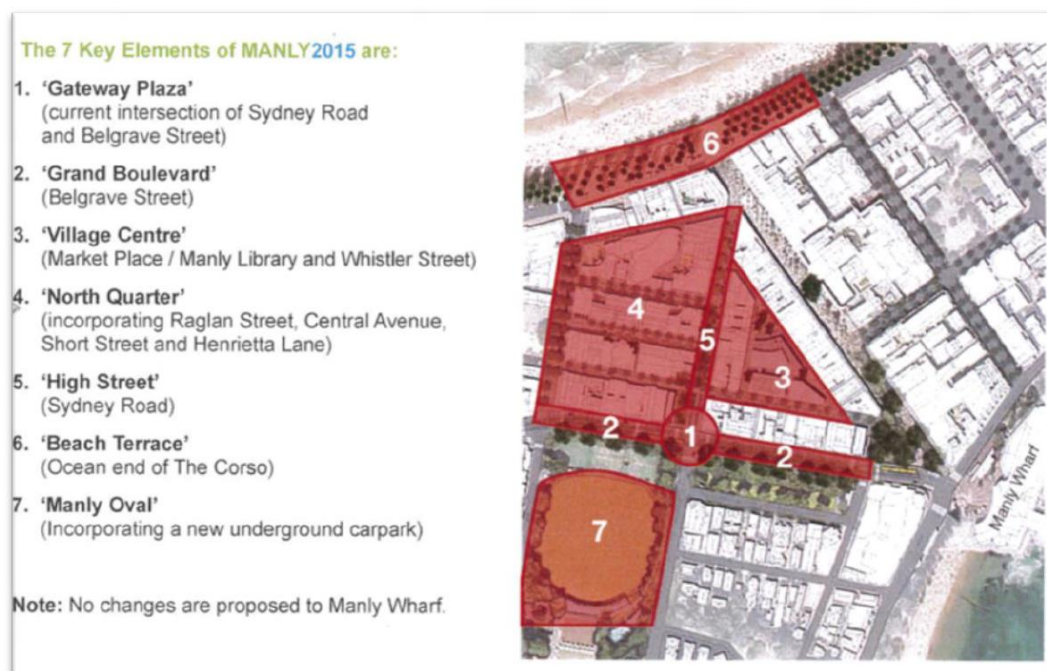 The 7 Key Elements of MANLY2015 are:
1. ‘Gateway Plaza’
(current intersection of Sydney Road
and Belgrave Street)
2. ‘Grand Boulevard’
(Belgrave Street)
3. ‘Village Centre’
(Market Place / Manly Library and Whistler Street)
4. ‘North Quarter’
(incorporating Raglan Street, Central Avenue,
Short Street and Henrietta Lane)
5. ‘High Street’
(Sydney Road)
6. ‘Beach Terrace’
(Ocean end of The Corso)
7. ‘Manly Oval’
(Incorporating a new underground carpark)
Note: No changes are proposed to Manly Wharf.
6
4
5
3
2
1
2
7
Manly Wharf